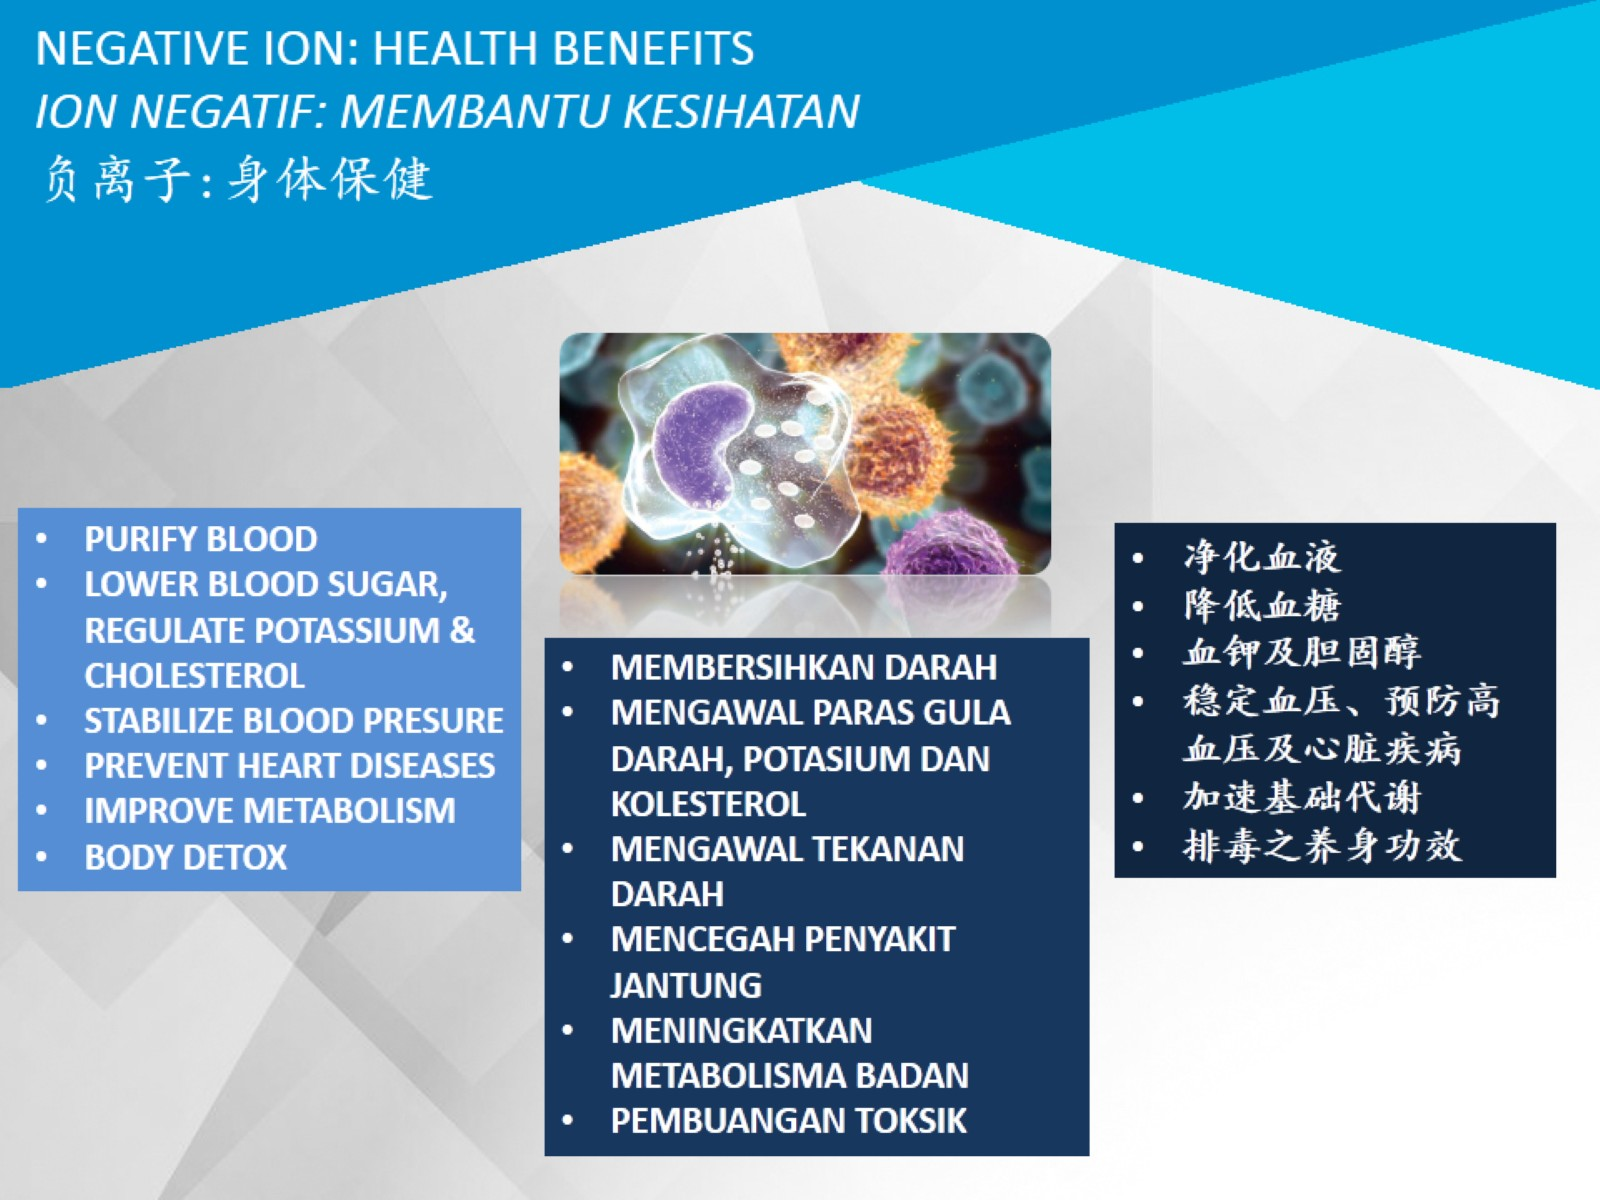 NEGATIVE ION: HEALTH BENEFITS
ION NEGATIF: MEMBANTU KESIHATAN
负离子:身体保健
• PURIFY BLOOD
• LOWER BLOOD SUGAR,
REGULATE POTASSIUM &
CHOLESTEROL
• STABILIZE BLOOD PRESURE
• PREVENT HEART DISEASES
• IMPROVE METABOLISM
• BODY DETOX
• MEMBERSIHKAN DARAH
• MENGAWAL PARAS GULA
DARAH, POTASIUM DAN
KOLESTEROL
• MENGAWAL TEKANAN
DARAH
• MENCEGAH PENYAKIT
JANTUNG
• MENINGKATKAN
METABOLISMA BADAN
• PEMBUANGAN TOKSIK
• 净化血液
• 降低血糖
• 血钾及胆固醇
• 稳定血压、预防高
血压及心脏疾病
• 加速基础代谢
• 排毒之养身功效